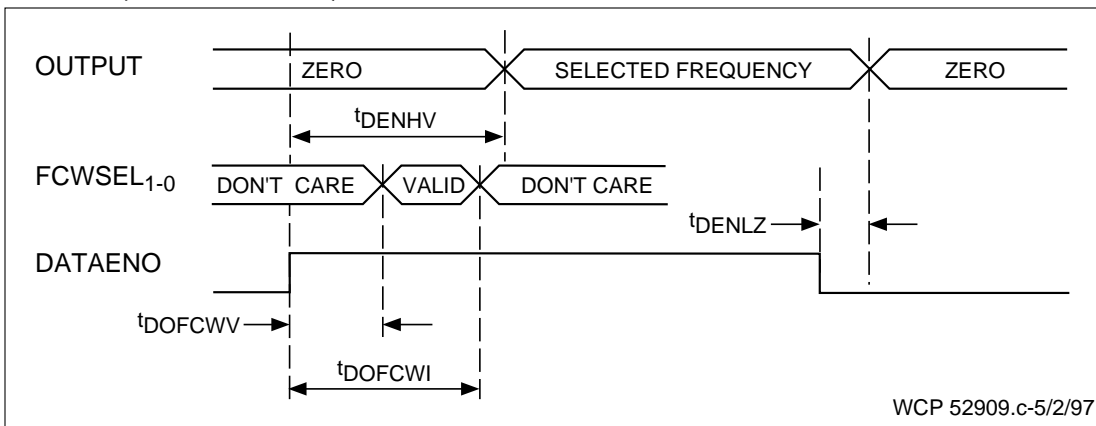 OUTPUT ZERO SELECTED FREQUENCY ZERO
tDENHV
FCWSEL1-0 DON'T CARE VALID DON'T CARE
tDENLZ
DATAENO
tDOFCWV
tDOFCWI
WCP 52909.c-5/2/97